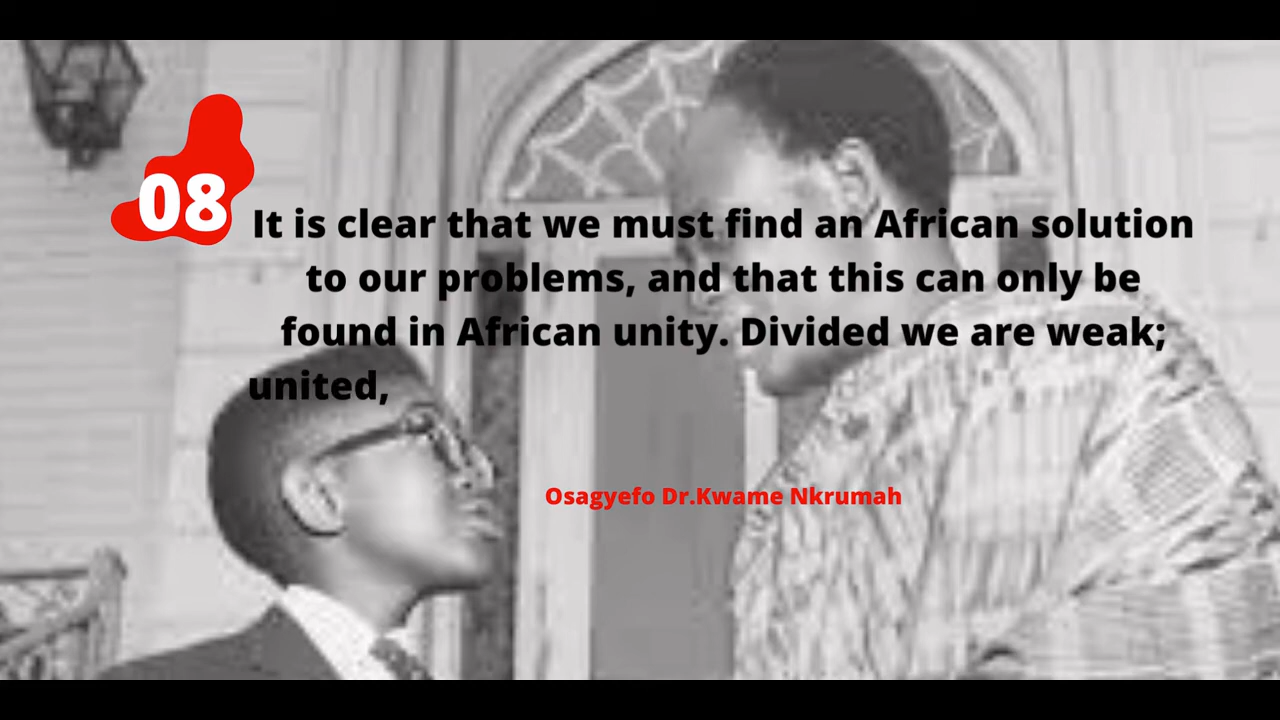 08
It is clear that we must find an African solution
to our problems, and that this can only be
found in African unity. Divided we are weak;
united,
Osagyefo Dr.Kwame Nkrumah